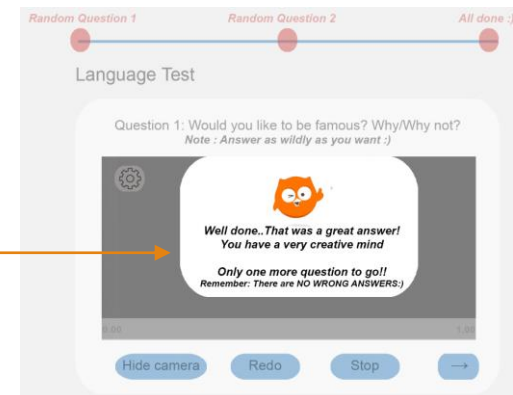 Random Question 1 Random Question 2 All done :)
Language Test
Question 1: Would you like to be famous? Why/Why not?
Note : Answer as wildly as you want :)
Well done..That was a great answer!
You have a very creative mind
Only one more question to go!!
Remember: There are NO WRONG ANSWERS:)
0.00 1.00
Hide camera Redo Stop →